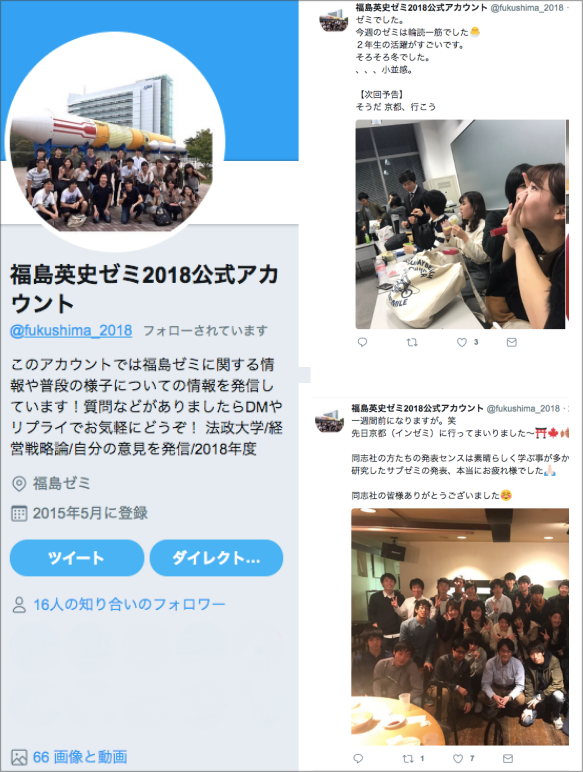 福島英史ゼミ2018公式アカ
ウント
@fukushima_2018 フォローされています
このアカウントでは福島ゼミに関する情
報や普段の様子についての情報を発信し
ています！質問などがありましたらDMや
リプライでお気軽にどうぞ！ 法政大学/経
営戦略論/自分の意見を発信/2018年度
福島ゼミ
2015年5月に登録
ツイート
ダイレクト...
16人の知り合いのフォロワー
66 画像と動画
福島英史ゼミ2018公式アカウント @fukushima_2018
ゼミでした。
今週のゼミは輪読一筋でした🐣
２年生の活躍がすごいです。
そろそろ冬でした。
、、、小並感。
【次回予告】
そうだ 京都、行こう
3
福島英史ゼミ2018公式アカウント @fukushima_2018 ·
一週間前になりますが。笑
先日京都（インゼミ）に行ってまいりました〜⛩🍁
同志社の方たちの発表センスは素晴らしく学ぶ事が多か
研究したサブゼミの発表、本当にお疲れ様でした🙏🏻
同志社の皆様ありがとうございました☺
1
7